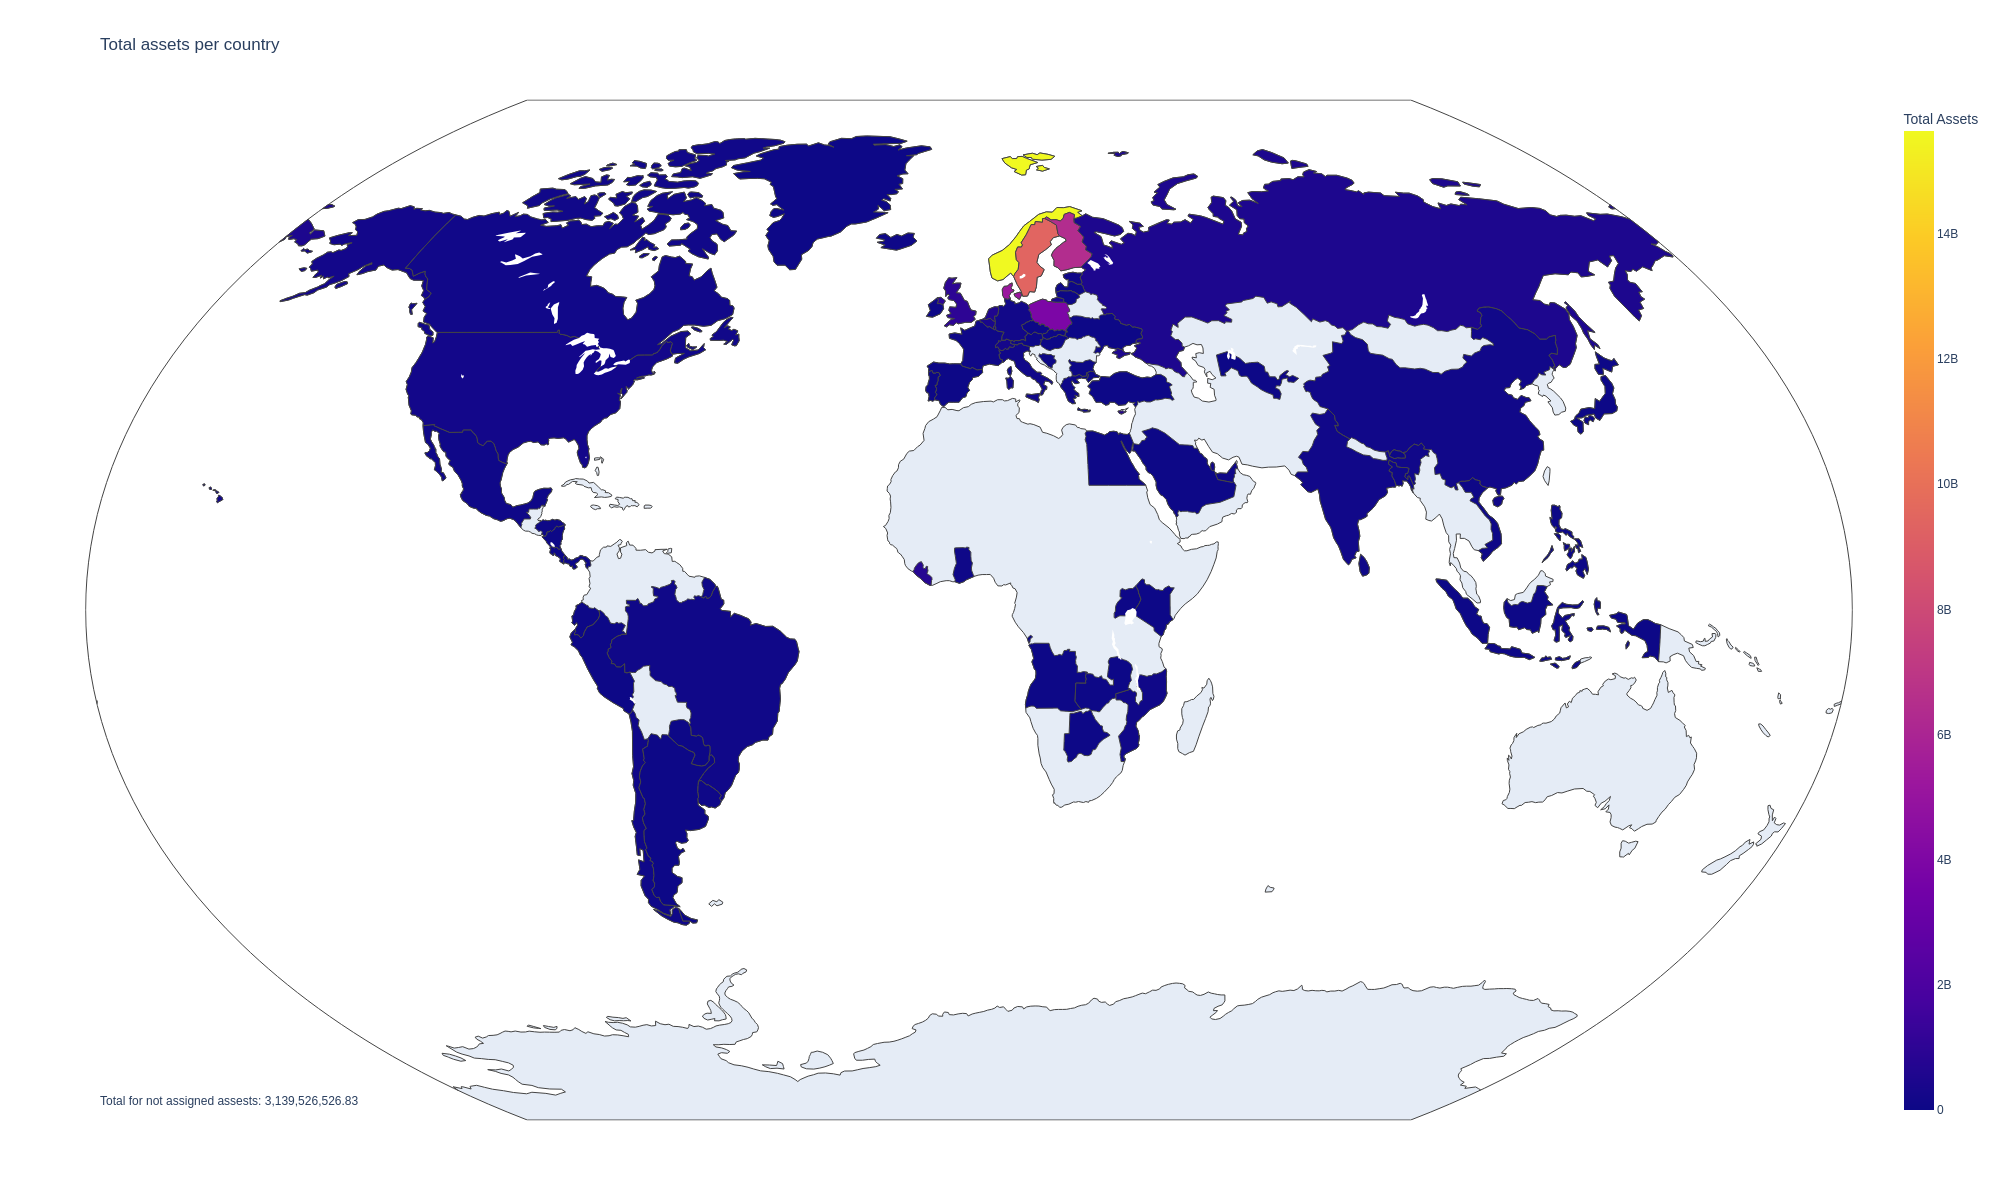 Total assets per country
Total Assets
14B
12B
10B
8B
6B
4B
2B
0
Total for not assigned assests: 3,139,526,526.83